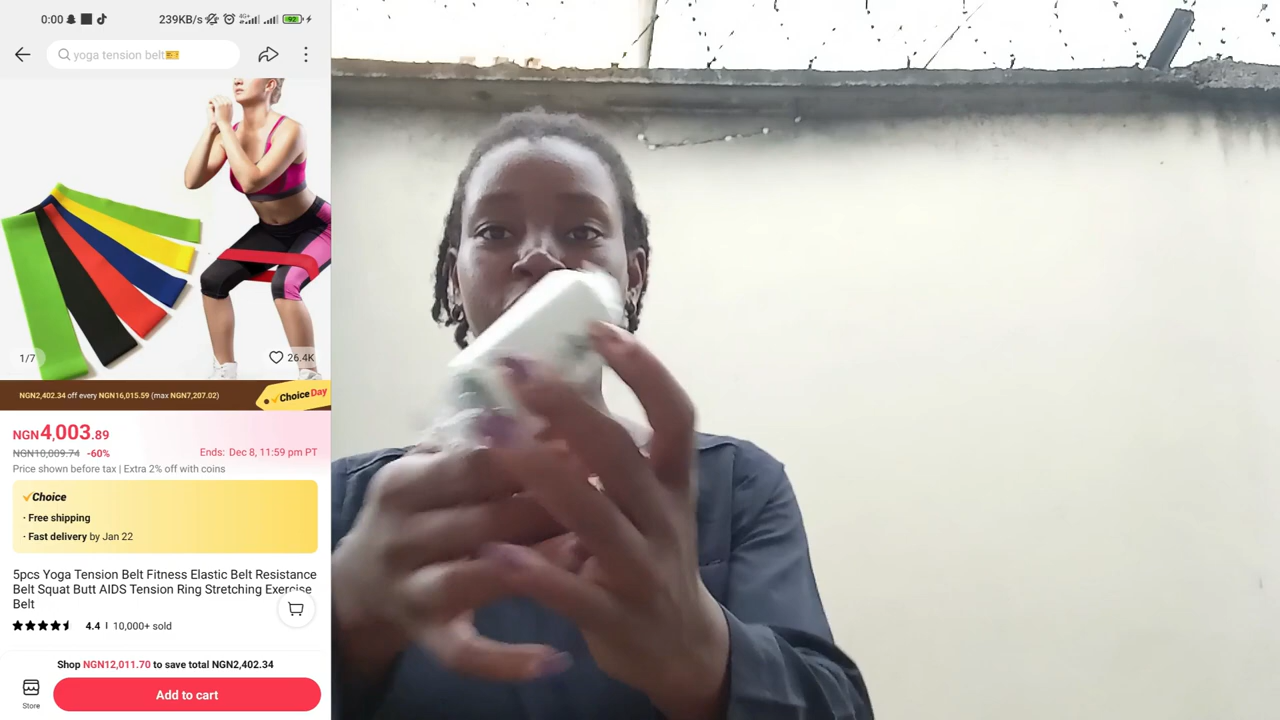 0:00 239KB/s 4G+ 92
yoga tension belt🎫
1/7 26.4K
NGN2,402.34 off every NGN16,015.59 (max NGN7,207.02) ChoiceDay
NGN4,003.89
NGN10,009.74 -60% Ends: Dec 8, 11:59 pm PT
Price shown before tax | Extra 2% off with coins
Choice
· Free shipping
· Fast delivery by Jan 22
5pcs Yoga Tension Belt Fitness Elastic Belt Resistance
Belt Squat Butt AIDS Tension Ring Stretching Exercise
Belt
4.4 | 10,000+ sold
Shop NGN12,011.70 to save total NGN2,402.34
Store Add to cart